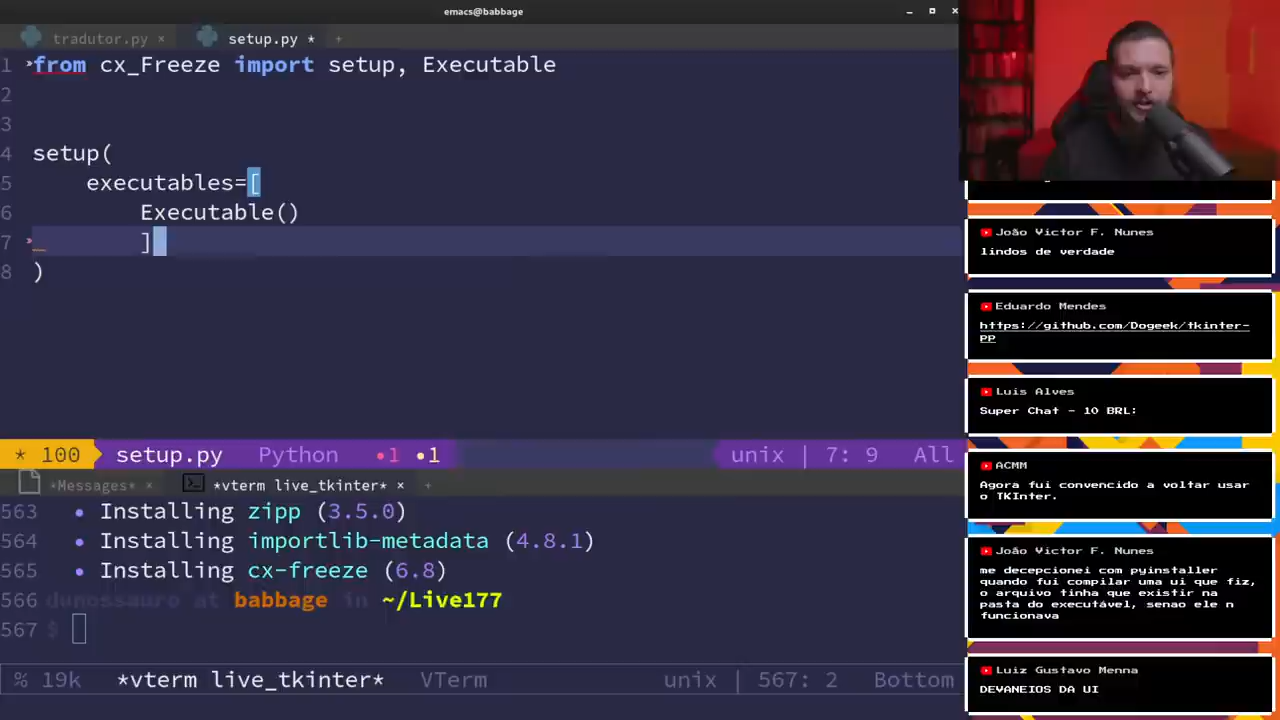 emacs@babbage
tradutor.py × setup.py * +
1 from cx_Freeze import setup, Executable
2
3
4 setup(
5 executables=[
6 Executable()
7 ]
8 )
* 100 setup.py Python •1 •1 unix | 7: 9 All
*Messages* × *vterm live_tkinter* × +
563 • Installing zipp (3.5.0)
564 • Installing importlib-metadata (4.8.1)
565 • Installing cx-freeze (6.8)
566 dunossauro at babbage in ~/Live177
567 $
% 19k *vterm live_tkinter* VTerm unix | 567: 2 Bottom
João Victor F. Nunes
lindos de verdade
Eduardo Mendes
https://github.com/Dogeek/tkinter-
pp
Luis Alves
Super Chat - 10 BRL:
ACMM
Agora fui convencido a voltar usar
o TKInter.
João Victor F. Nunes
me decepcionei com pyinstaller
quando fui compilar uma ui que fiz,
o arquivo tinha que existir na
pasta do executável, senao ele n
funcionava
Luiz Gustavo Menna
DEVANEIOS DA UI